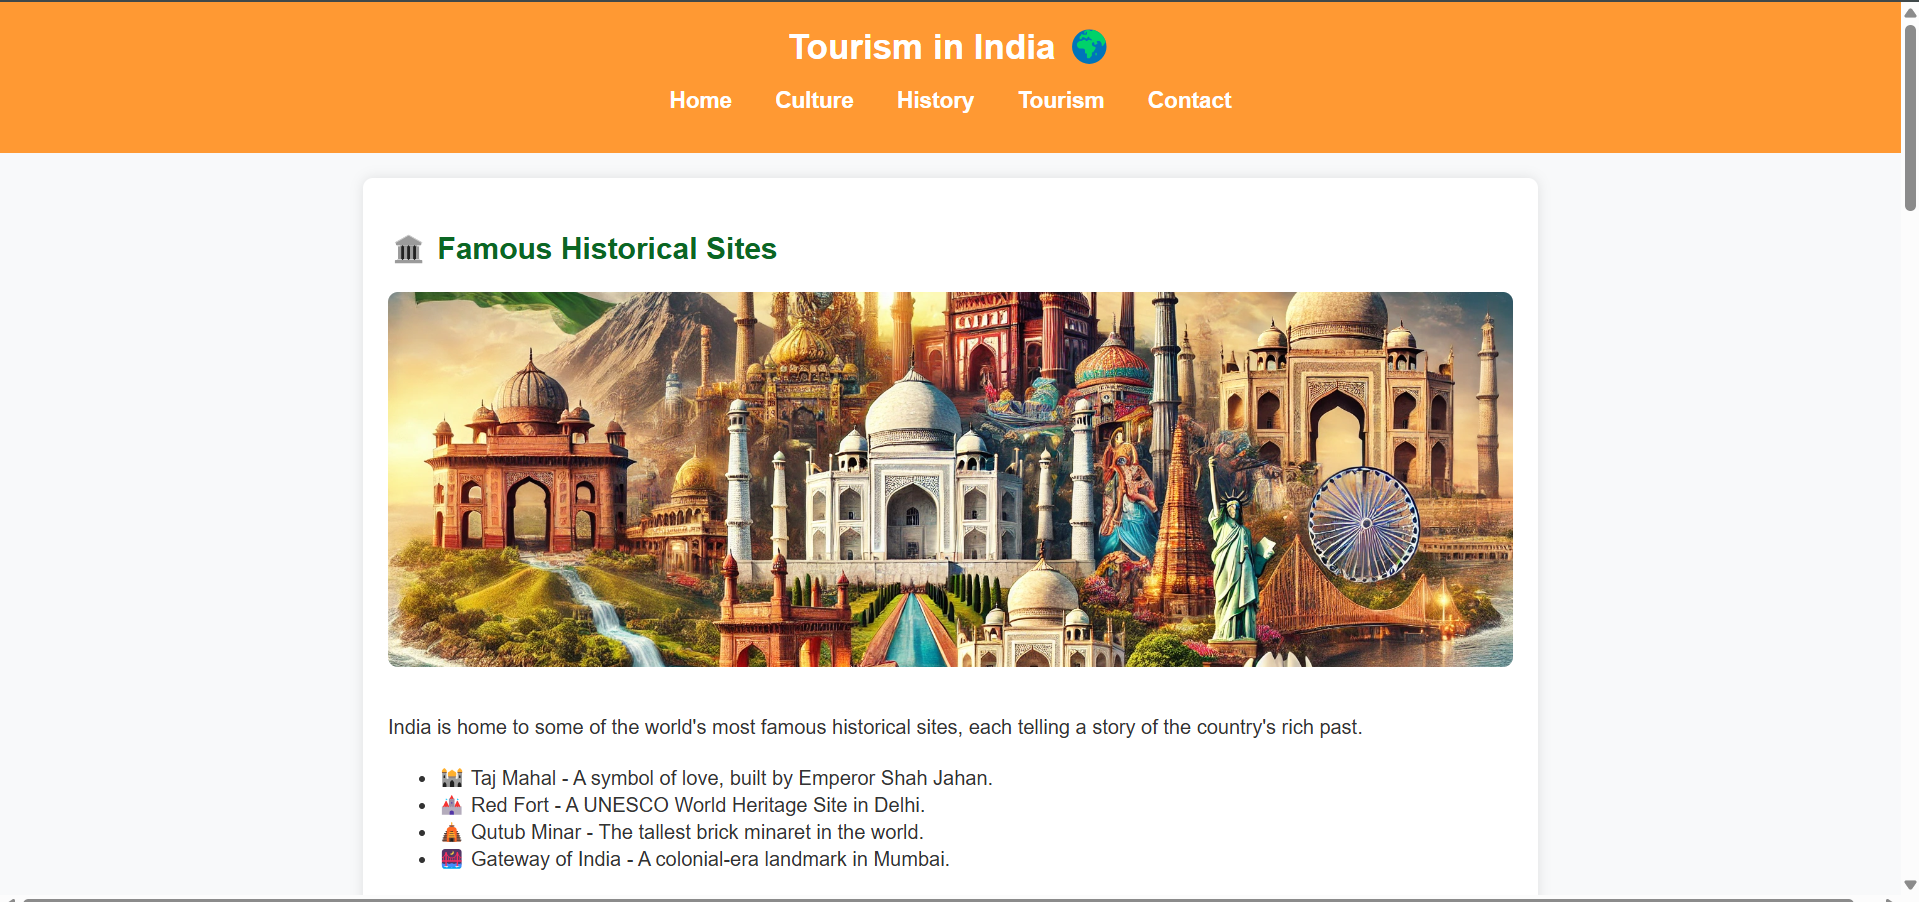 Tourism in India 🌍
Home Culture History Tourism Contact
🏛️ Famous Historical Sites
India is home to some of the world's most famous historical sites, each telling a story of the country's rich past.
• 🕌 Taj Mahal - A symbol of love, built by Emperor Shah Jahan.
• 🏰 Red Fort - A UNESCO World Heritage Site in Delhi.
• 🛕 Qutub Minar - The tallest brick minaret in the world.
• 🌉 Gateway of India - A colonial-era landmark in Mumbai.